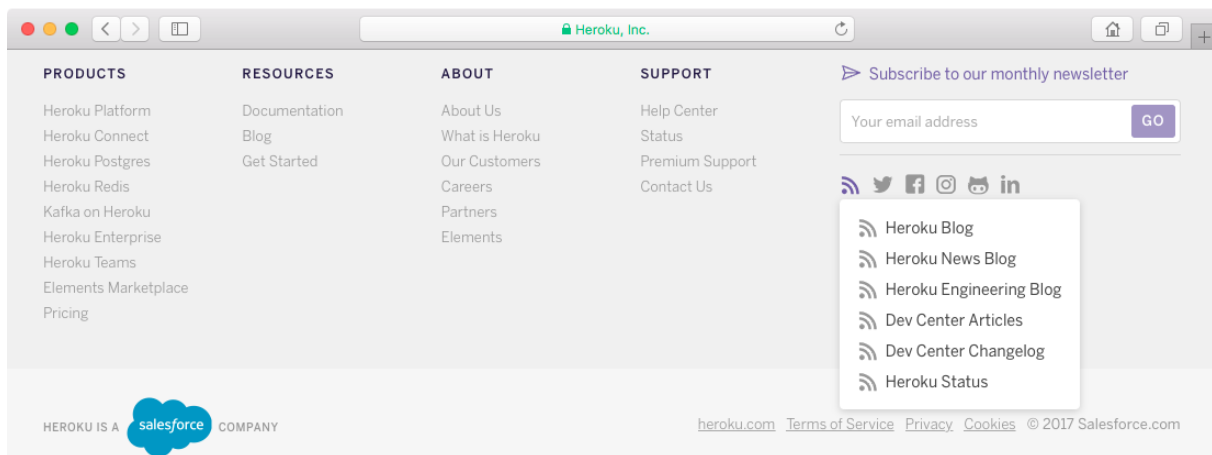 Heroku, Inc.
PRODUCTS
Heroku Platform
Heroku Connect
Heroku Postgres
Heroku Redis
Kafka on Heroku
Heroku Enterprise
Heroku Teams
Elements Marketplace
Pricing
RESOURCES
Documentation
Blog
Get Started
ABOUT
About Us
What is Heroku
Our Customers
Careers
Partners
Elements
SUPPORT
Help Center
Status
Premium Support
Contact Us
Subscribe to our monthly newsletter
Your email address GO
in
Heroku Blog
Heroku News Blog
Heroku Engineering Blog
Dev Center Articles
Dev Center Changelog
Heroku Status
HEROKU IS A salesforce COMPANY
heroku.com Terms of Service Privacy Cookies © 2017 Salesforce.com